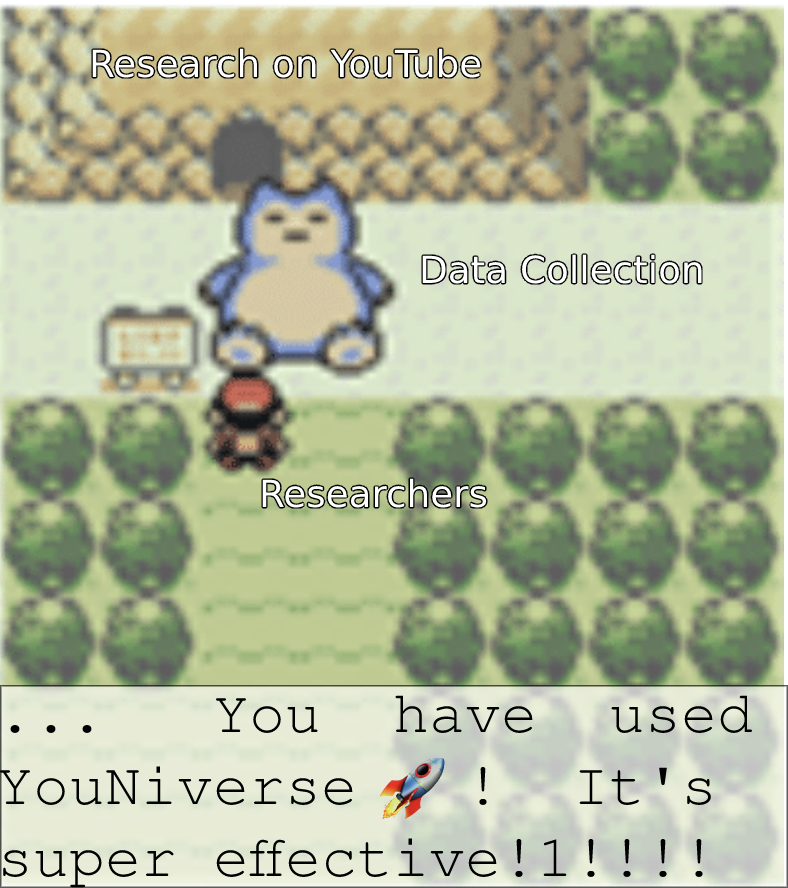 Research on YouTube
Data Collection
Researchers
... You have used
YouNiverse🚀! It's
super effective!1!!!!